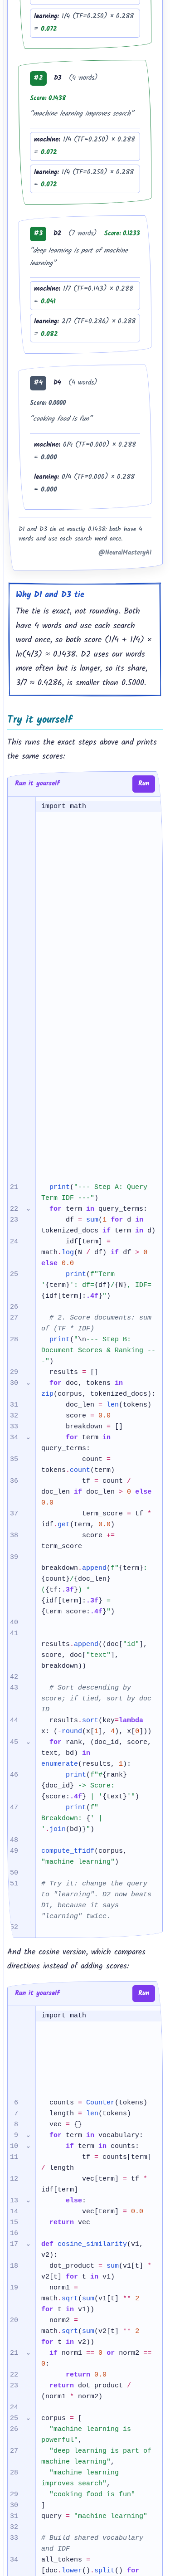 learning: 1/4 (TF=0.250) × 0.288
= 0.072
#2 D3 (4 words)
Score: 0.1438
"machine learning improves search"
machine: 1/4 (TF=0.250) × 0.288
= 0.072
learning: 1/4 (TF=0.250) × 0.288
= 0.072
#3 D2 (7 words) Score: 0.1233
"deep learning is part of machine
learning"
machine: 1/7 (TF=0.143) × 0.288
= 0.041
learning: 2/7 (TF=0.286) × 0.288
= 0.082
#4 D4 (4 words)
Score: 0.0000
"cooking food is fun"
machine: 0/4 (TF=0.000) × 0.288
= 0.000
learning: 0/4 (TF=0.000) × 0.288
= 0.000
D1 and D3 tie at exactly 0.1438: both have 4
words and use each search word once.
@NeuralMasteryAI
Why D1 and D3 tie
The tie is exact, not rounding. Both
have 4 words and use each search
word once, so both score (1/4 + 1/4) ×
ln(4/3) ≈ 0.1438. D2 uses our words
more often but is longer, so its share,
3/7 ≈ 0.4286, is smaller than 0.5000.
Try it yourself
This runs the exact steps above and prints
the same scores:
Run it yourself Run
import math
21 print("--- Step A: Query
Term IDF ---")
22 for term in query_terms:
23 df = sum(1 for d in
tokenized_docs if term in d)
24 idf[term] =
math.log(N / df) if df > 0
else 0.0
25 print(f"Term
'{term}': df={df}/{N}, IDF=
{idf[term]:.4f}")
26
27 # 2. Score documents: sum
of (TF * IDF)
28 print("\n--- Step B:
Document Scores & Ranking --
-")
29 results = []
30 for doc, tokens in
zip(corpus, tokenized_docs):
31 doc_len = len(tokens)
32 score = 0.0
33 breakdown = []
34 for term in
query_terms:
35 count =
tokens.count(term)
36 tf = count /
doc_len if doc_len > 0 else
0.0
37 term_score = tf *
idf.get(term, 0.0)
38 score +=
term_score
39
breakdown.append(f"{term}:
{count}/{doc_len}
({tf:.3f}) *
{idf[term]:.3f} =
{term_score:.4f}")
40
41
results.append((doc["id"],
score, doc["text"],
breakdown))
42
43 # Sort descending by
score; if tied, sort by doc
ID
44 results.sort(key=lambda
x: (-round(x[1], 4), x[0]))
45 for rank, (doc_id, score,
text, bd) in
enumerate(results, 1):
46 print(f"#{rank}
{doc_id} -> Score:
{score:.4f} | '{text}'")
47 print(f"
Breakdown: {' |
'.join(bd)}")
48
49 compute_tfidf(corpus,
"machine learning")
50
51 # Try it: change the query
to "learning". D2 now beats
D1, because it says
"learning" twice.
52
And the cosine version, which compares
directions instead of adding scores:
Run it yourself Run
import math
6 counts = Counter(tokens)
7 length = len(tokens)
8 vec = {}
9 for term in vocabulary:
10 if term in counts:
11 tf = counts[term]
/ length
12 vec[term] = tf *
idf[term]
13 else:
14 vec[term] = 0.0
15 return vec
16
17 def cosine_similarity(v1,
v2):
18 dot_product = sum(v1[t] *
v2[t] for t in v1)
19 norm1 =
math.sqrt(sum(v1[t] ** 2
for t in v1))
20 norm2 =
math.sqrt(sum(v2[t] ** 2
for t in v2))
21 if norm1 == 0 or norm2 ==
0:
22 return 0.0
23 return dot_product /
(norm1 * norm2)
24
25 corpus = [
26 "machine learning is
powerful",
27 "deep learning is part of
machine learning",
28 "machine learning
improves search",
29 "cooking food is fun"
30 ]
31 query = "machine learning"
32
33 # Build shared vocabulary
and IDF
34 all_tokens =
[doc.lower().split() for